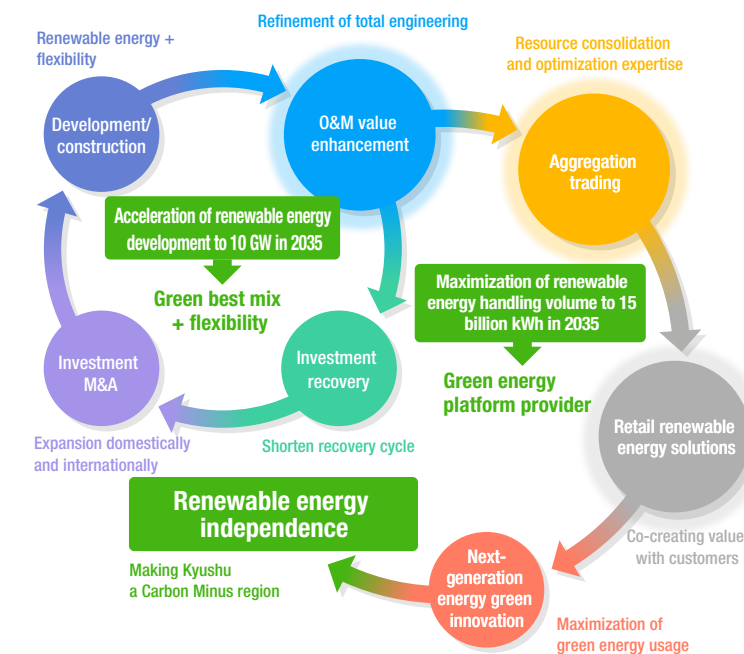 Refinement of total engineering
Renewable energy +
flexibility
Resource consolidation
and optimization expertise
Development/
construction
O&M value
enhancement
Aggregation
trading
Acceleration of renewable energy
development to 10 GW in 2035
Green best mix
+ flexibility
Maximization of renewable
energy handling volume to 15
billion kWh in 2035
Green energy
platform provider
Investment
M&A
Investment
recovery
Retail renewable
energy solutions
Expansion domestically
and internationally
Shorten recovery cycle
Renewable energy
independence
Co-creating value
with customers
Making Kyushu
a Carbon Minus region
Next-
generation
energy green
innovation
Maximization of
green energy usage